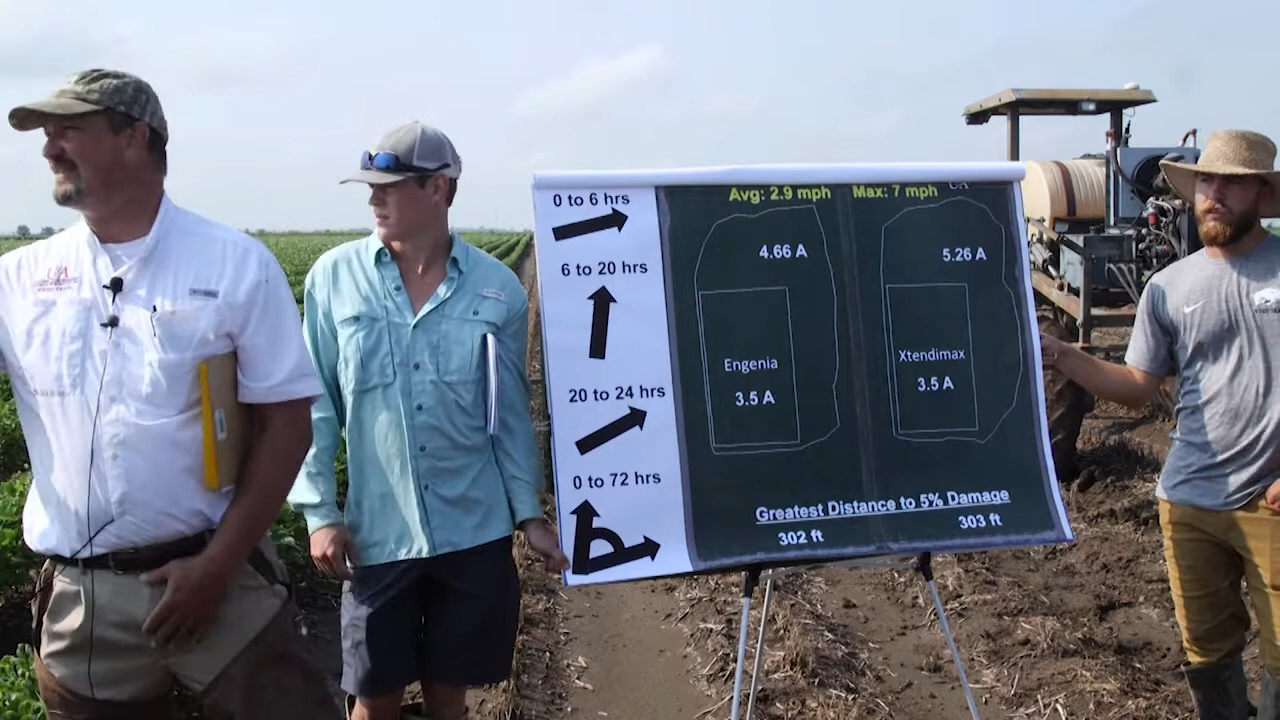 UA
0 to 6 hrs
Avg: 2.9 mph Max: 7 mph
UA
4.66 A
5.26 A
6 to 20 hrs
Engenia
3.5 A
Xtendimax
3.5 A
20 to 24 hrs
0 to 72 hrs
Greatest Distance to 5% Damage
302 ft
303 ft